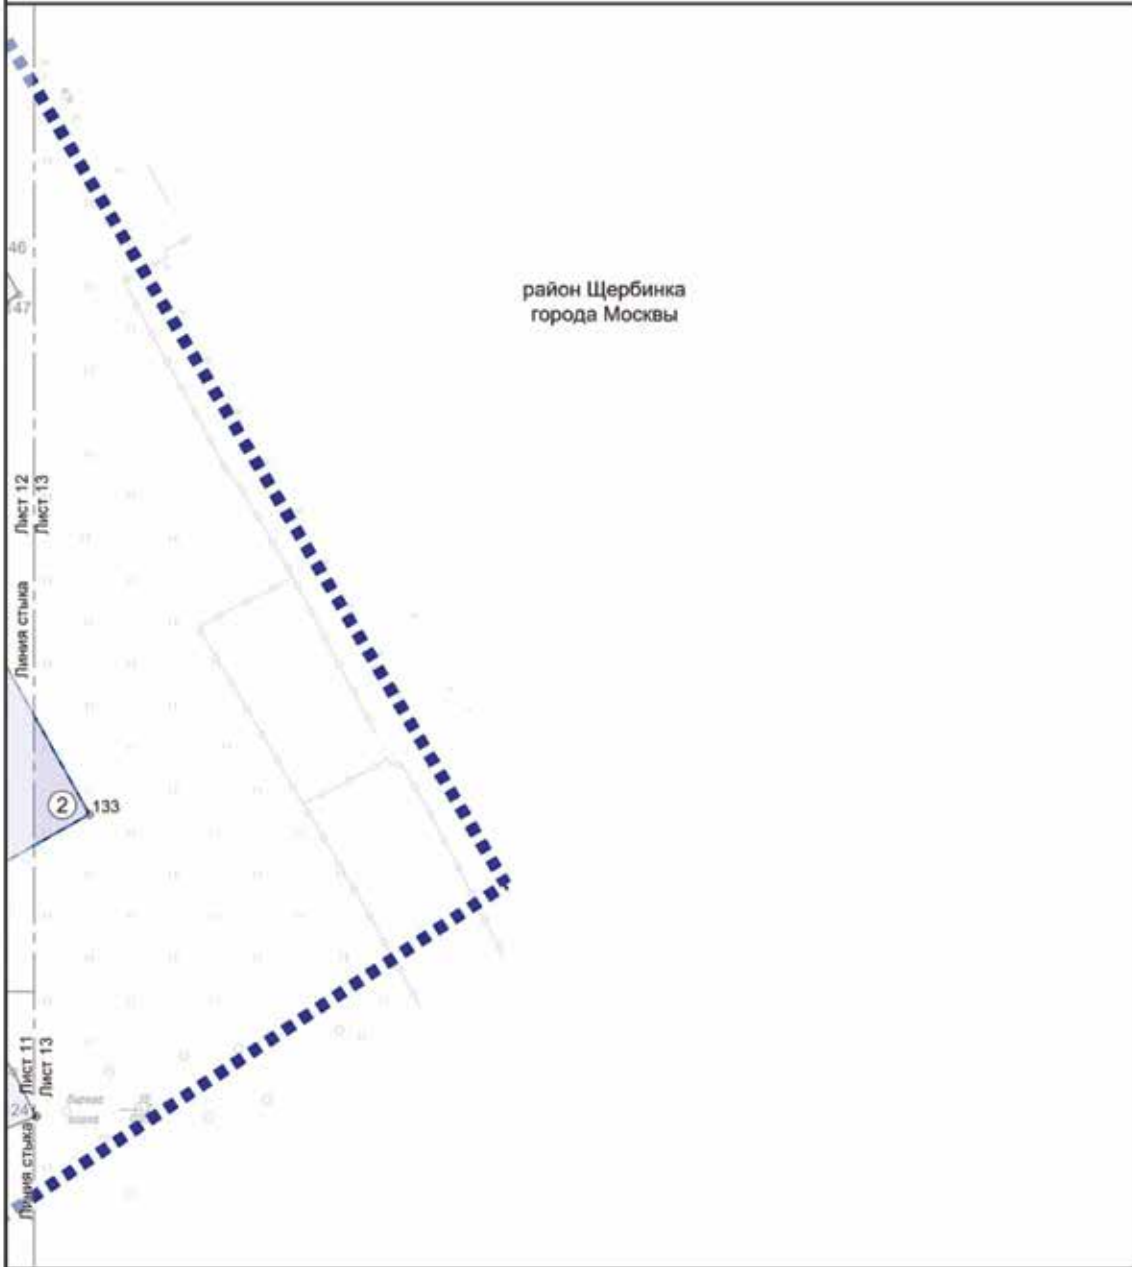 район Щербинка
города Москвы
46
47
Лист 12
Лист 13
Линия стыка
2
133
Лист 11
Лист 13
24
Линия стыка